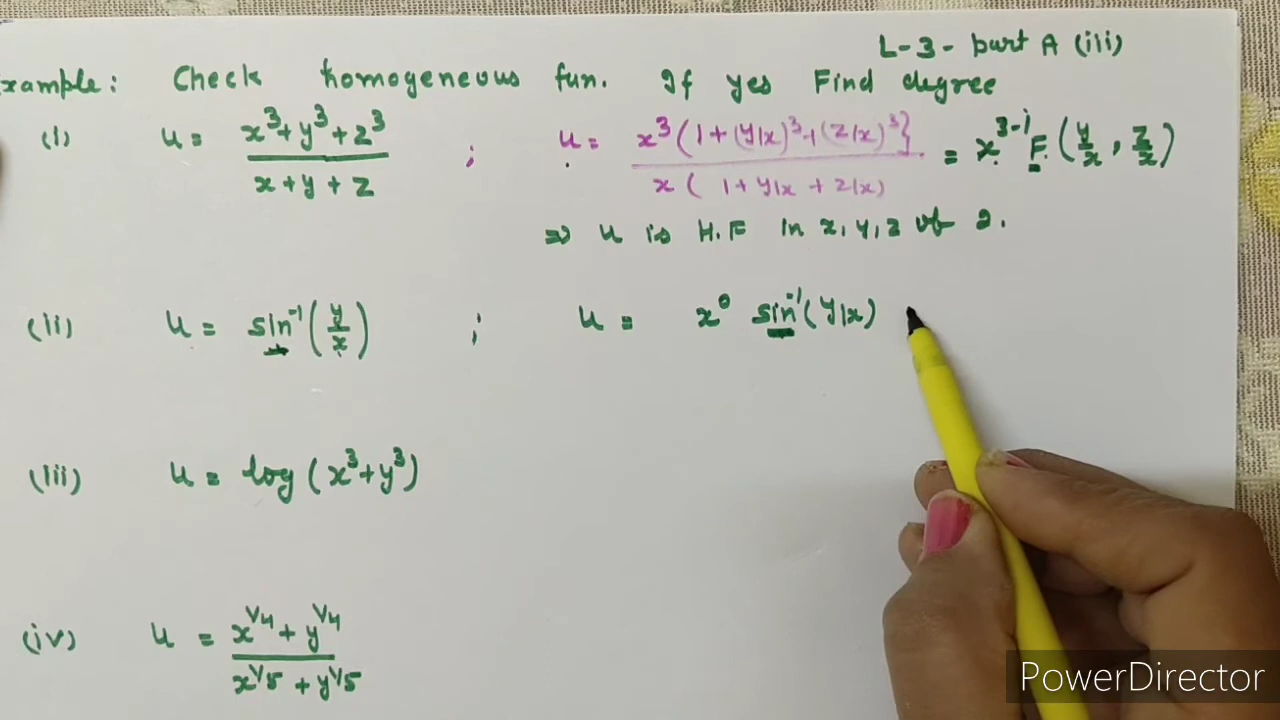 L-3- part A (iii)
xample: Check homogeneous fun. If yes Find degree
(i) u = x³+y³+z³ / x+y+z ; u = x³(1+(y/x)³+(z/x)³} / x( 1+y/x+z/x) = x³⁻¹ F (y/x, z/x)
⇒ u is H.F in x, y, z of 2.
(ii) u = sin⁻¹(y/x) ; u = x⁰ sin⁻¹(y/x)
(iii) u = log(x³+y³)
(iv) u = x^1/4 + y^1/4 / x^1/5 + y^1/5
PowerDirector